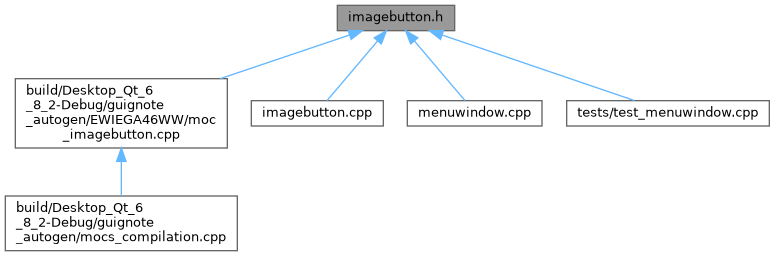 imagebutton.h
build/Desktop_Qt_6
_8_2-Debug/guignote
_autogen/EWIEGA46WW/moc
_imagebutton.cpp
imagebutton.cpp
menuwindow.cpp
tests/test_menuwindow.cpp
build/Desktop_Qt_6
_8_2-Debug/guignote
_autogen/mocs_compilation.cpp